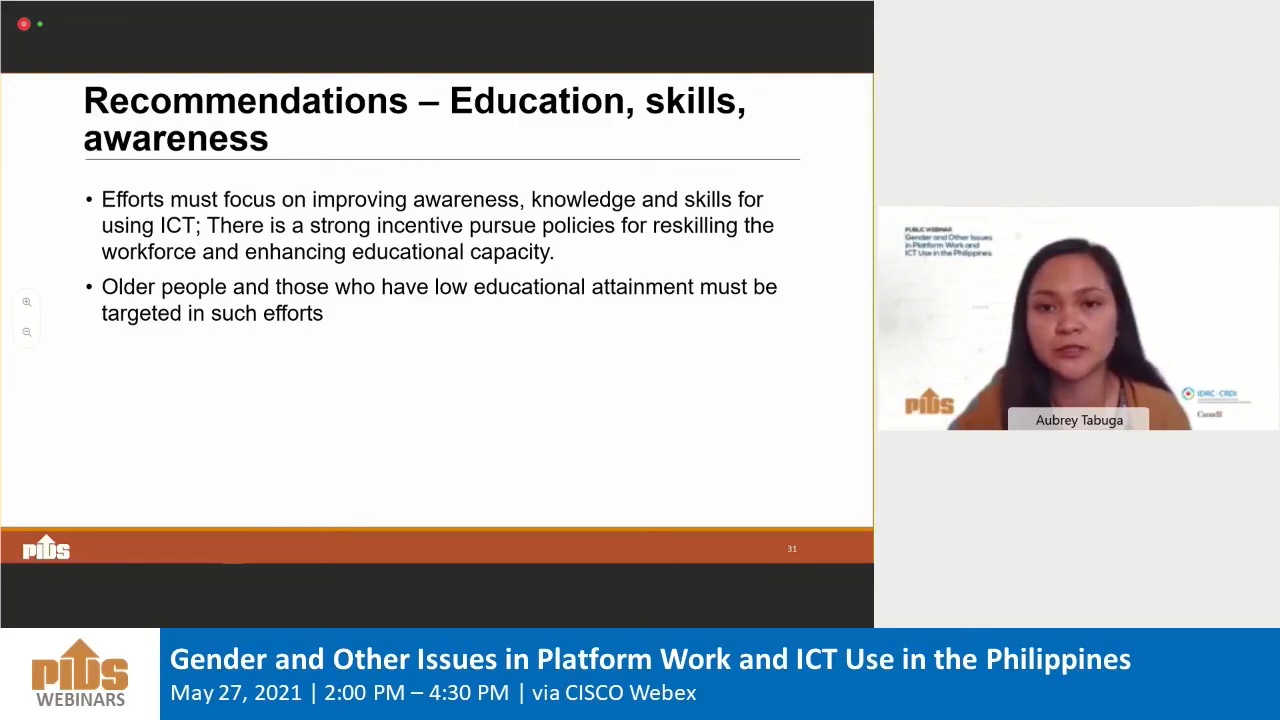 Recommendations – Education, skills,
awareness
• Efforts must focus on improving awareness, knowledge and skills for
using ICT; There is a strong incentive pursue policies for reskilling the
workforce and enhancing educational capacity.
• Older people and those who have low educational attainment must be
targeted in such efforts
PIDS
31
PUBLIC WEBINAR
Gender and Other Issues
in Platform Work and
ICT Use in the Philippines
PIDS
IDRC · CRDI
Canada
Aubrey Tabuga
PIDS
WEBINARS
Gender and Other Issues in Platform Work and ICT Use in the Philippines
May 27, 2021 | 2:00 PM – 4:30 PM | via CISCO Webex